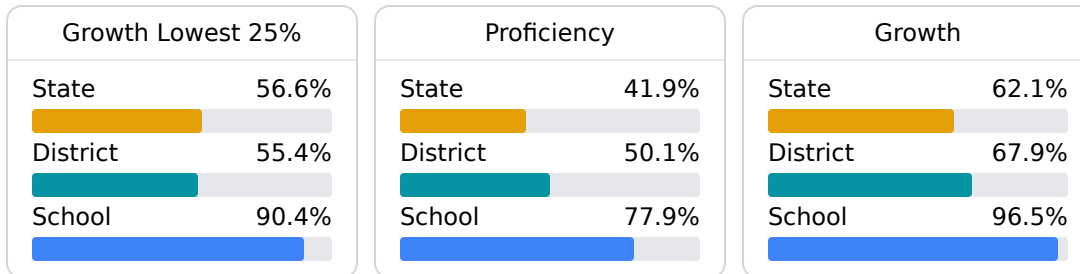 Growth Lowest 25%
State 56.6%
District 55.4%
School 90.4%
Proficiency
State 41.9%
District 50.1%
School 77.9%
Growth
State 62.1%
District 67.9%
School 96.5%